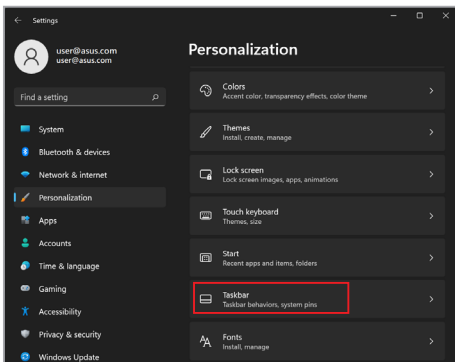 Settings
user@asus.com
user@asus.com
Find a setting
System
Bluetooth & devices
Network & internet
Personalization
Apps
Accounts
Time & language
Gaming
Accessibility
Privacy & security
Windows Update
Personalization
Colors
Accent color, transparency effects, color theme
Themes
Install, create, manage
Lock screen
Lock screen images, apps, animations
Touch keyboard
Themes, size
Start
Recent apps and items, folders
Taskbar
Taskbar behaviors, system pins
Fonts
Install, manage